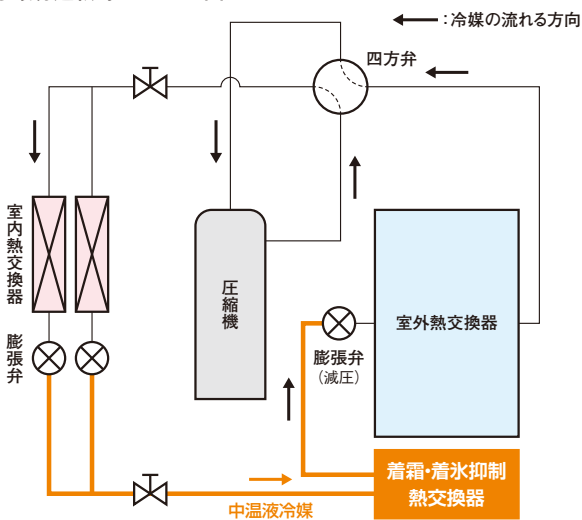 ：冷媒の流れる方向
四方弁
室内熱交換器
圧縮機
室外熱交換器
膨張弁
膨張弁
（減圧）
着霜・着氷抑制
熱交換器
中温液冷媒